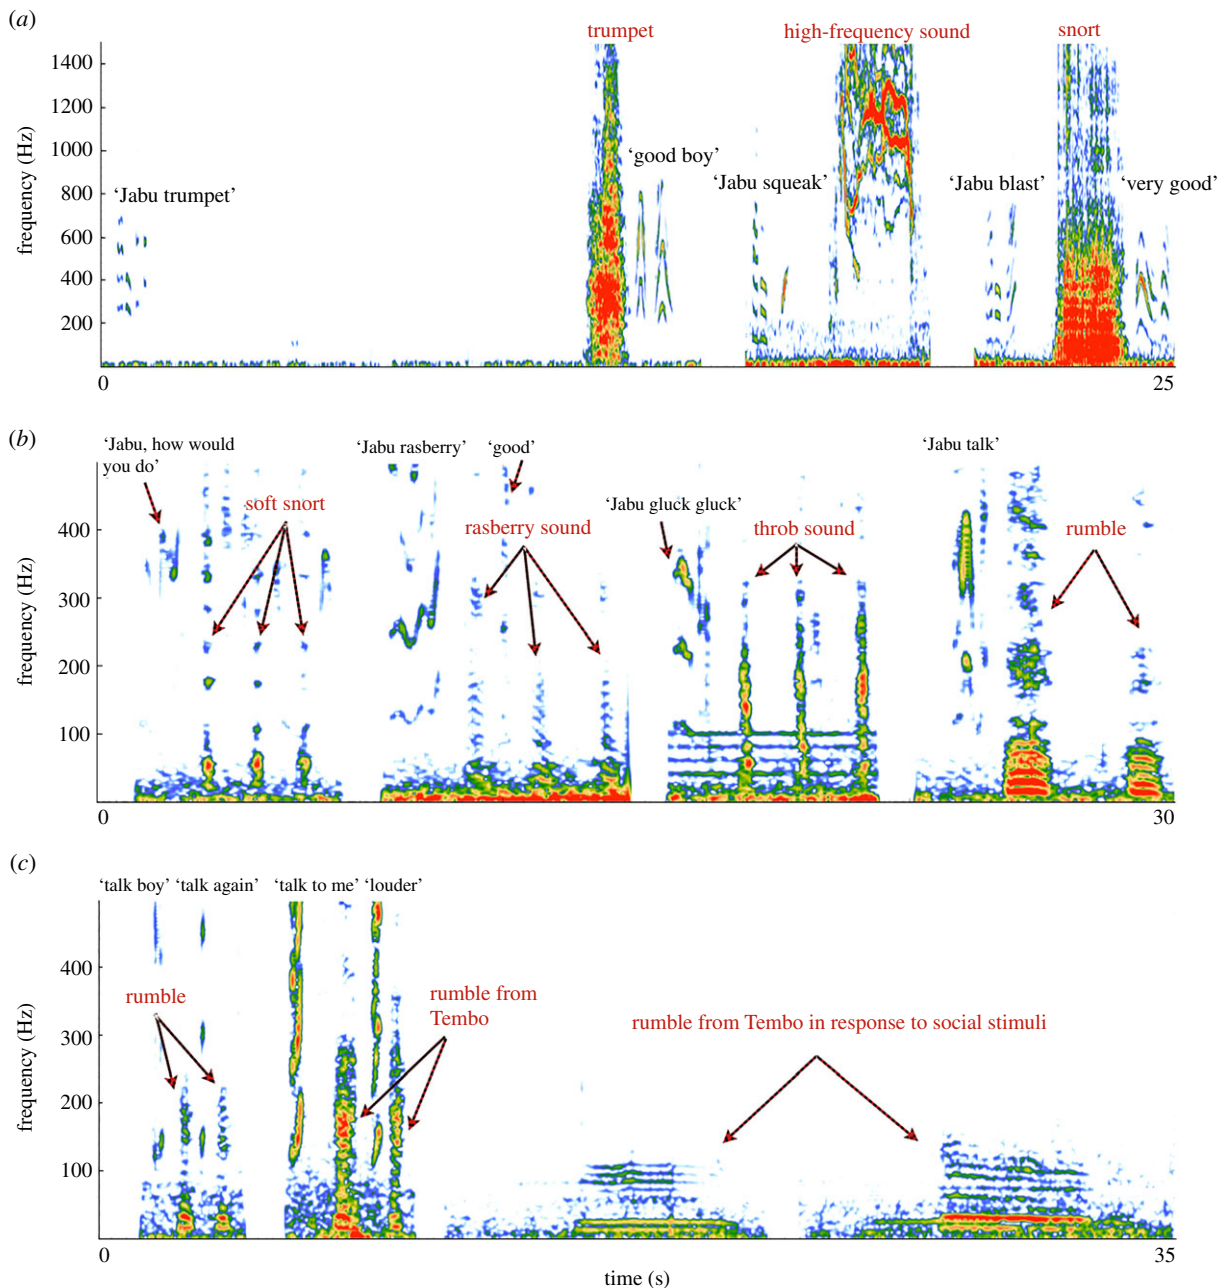 (a)
trumpet
high-frequency sound
snort
1400
1200
1000
800
600
400
200
frequency (Hz)
‘Jabu trumpet’
‘good boy’
‘Jabu squeak’
‘Jabu blast’
‘very good’
0
25
(b)
‘Jabu, how would
you do’
‘Jabu rasberry’
‘good’
‘Jabu talk’
soft snort
rasberry sound
‘Jabu gluck gluck’
throb sound
rumble
400
300
200
100
frequency (Hz)
0
30
(c)
‘talk boy’
‘talk again’
‘talk to me’
‘louder’
rumble
rumble from
Tembo
rumble from Tembo in response to social stimuli
400
300
200
100
frequency (Hz)
0
35
time (s)